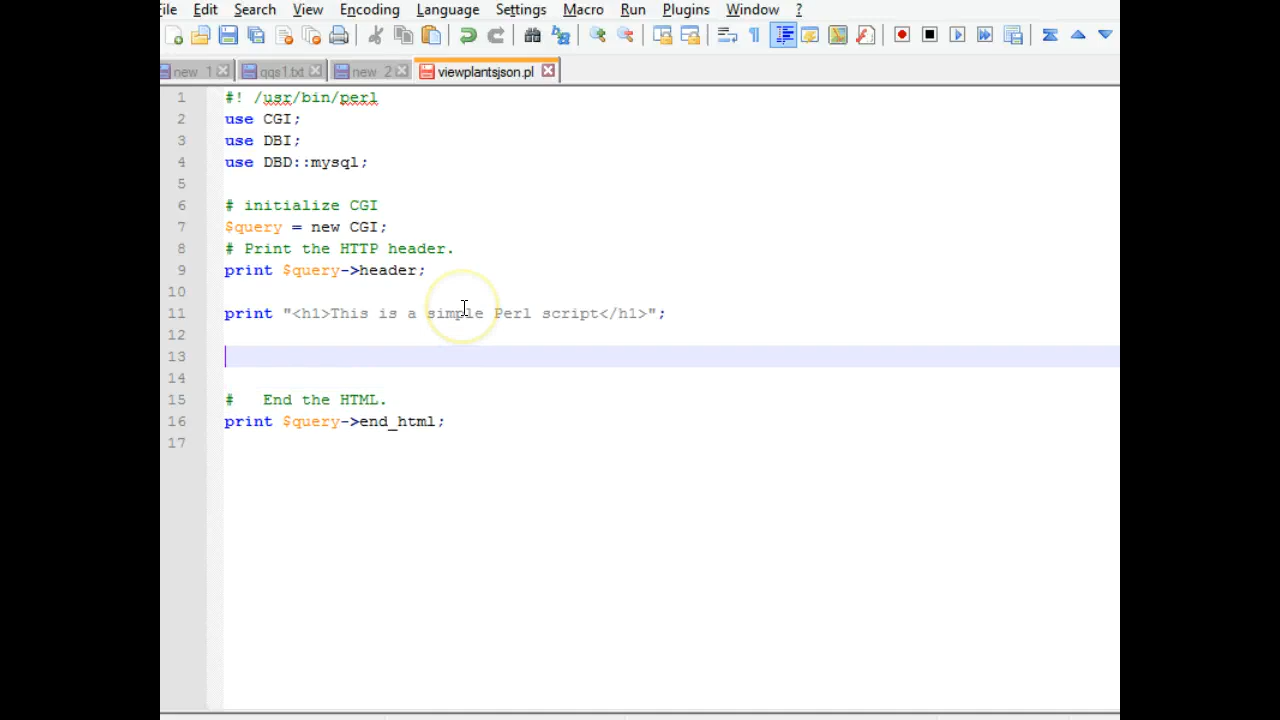 ile Edit Search View Encoding Language Settings Macro Run Plugins Window ?
new 1 qqs1.txt new 2 viewplantsjson.pl
1 #! /usr/bin/perl
2 use CGI;
3 use DBI;
4 use DBD::mysql;
5
6 # initialize CGI
7 $query = new CGI;
8 # Print the HTTP header.
9 print $query->header;
10
11 print "<h1>This is a simple Perl script</h1>";
12
13
14
15 #   End the HTML.
16 print $query->end_html;
17